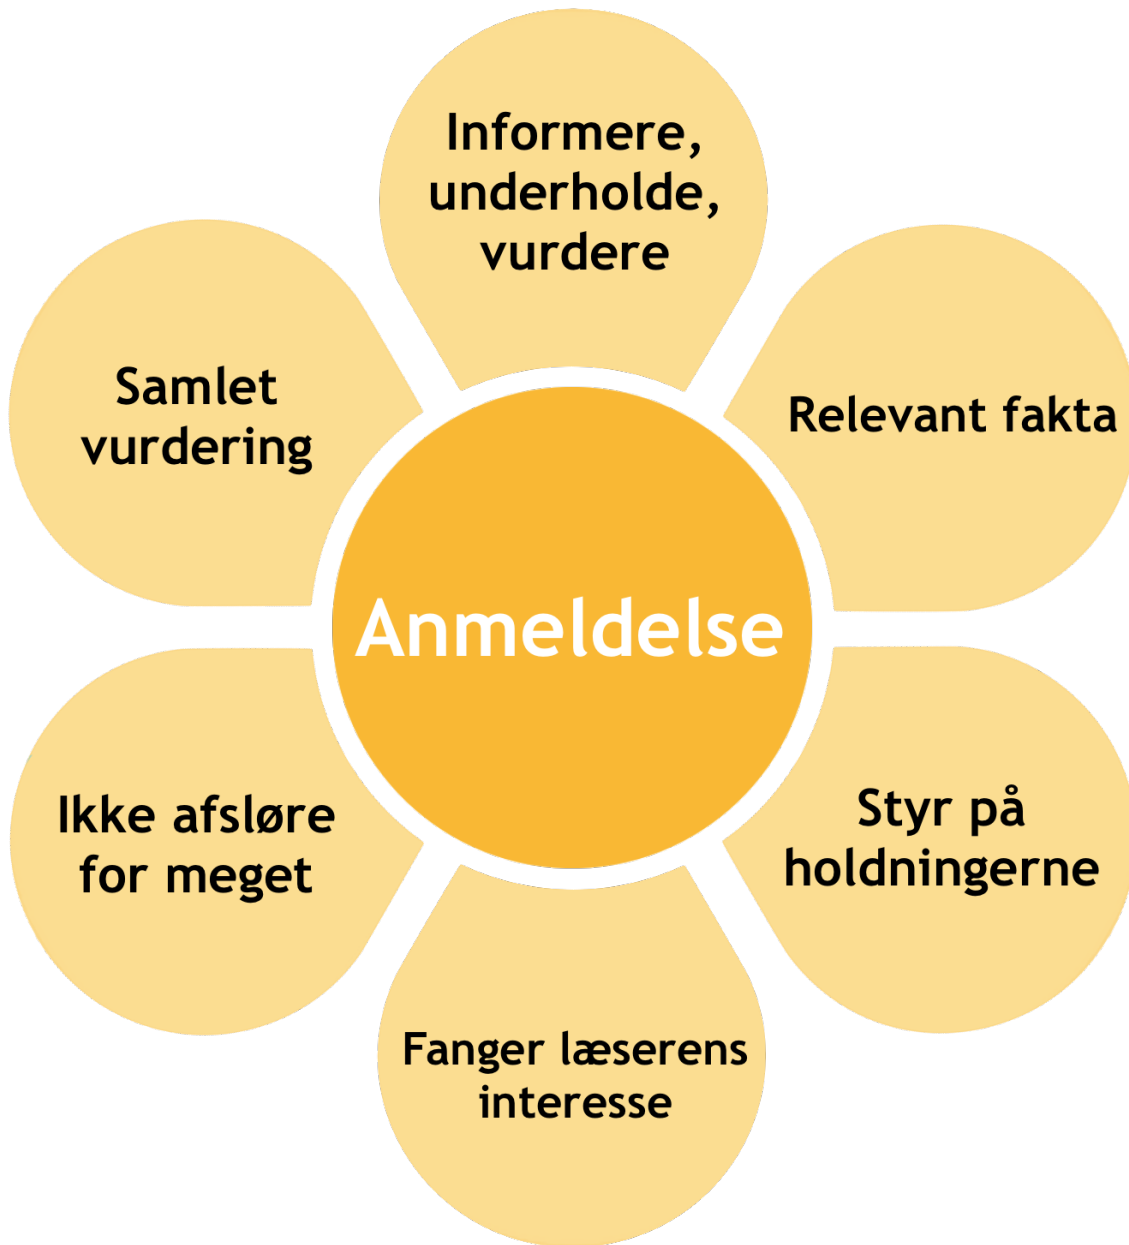 Informere,
underholde,
vurdere
Relevant fakta
Samlet
vurdering
Anmeldelse
Styr på
holdningerne
Ikke afsløre
for meget
Fanger læserens
interesse